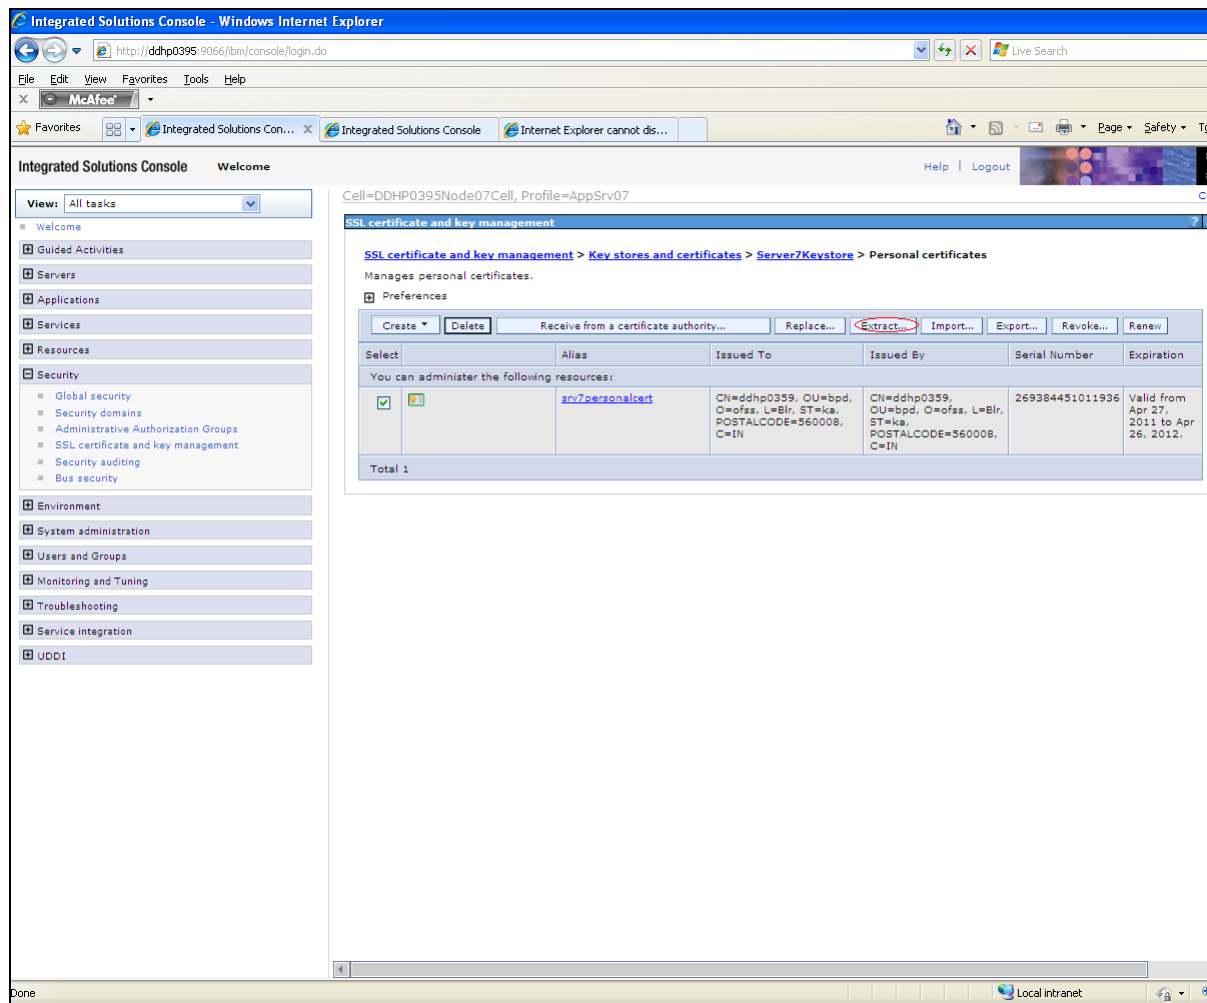 Integrated Solutions Console - Windows Internet Explorer
http://ddhp0395:9066/ibm/console/login.do
Live Search
File Edit View Favorites Tools Help
x McAfee
Favorites Integrated Solutions Con... x Integrated Solutions Console Internet Explorer cannot dis... Page Safety
Integrated Solutions Console Welcome Help | Logout
View: All tasks
Welcome
Guided Activities
Servers
Applications
Services
Resources
Security
Global security
Security domains
Administrative Authorization Groups
SSL certificate and key management
Security auditing
Bus security
Environment
System administration
Users and Groups
Monitoring and Tuning
Troubleshooting
Service integration
UDDI
Cell=DDHP0395Node07Cell, Profile=AppSrv07
SSL certificate and key management ?
SSL certificate and key management > Key stores and certificates > Server7Keystore > Personal certificates
Manages personal certificates.
Preferences
Create Delete Receive from a certificate authority... Replace... Extract... Import... Export... Revoke... Renew
Select Alias Issued To Issued By Serial Number Expiration
You can administer the following resources:
srv7personalcert
CN=ddhp0359, OU=bpd,
O=ofss, L=Blr, ST=ka,
POSTALCODE=560008,
C=IN
CN=ddhp0359,
OU=bpd, O=ofss, L=Blr,
ST=ka,
POSTALCODE=560008,
C=IN
269384451011936
Valid from
Apr 27,
2011 to Apr
26, 2012.
Total 1
Done Local intranet